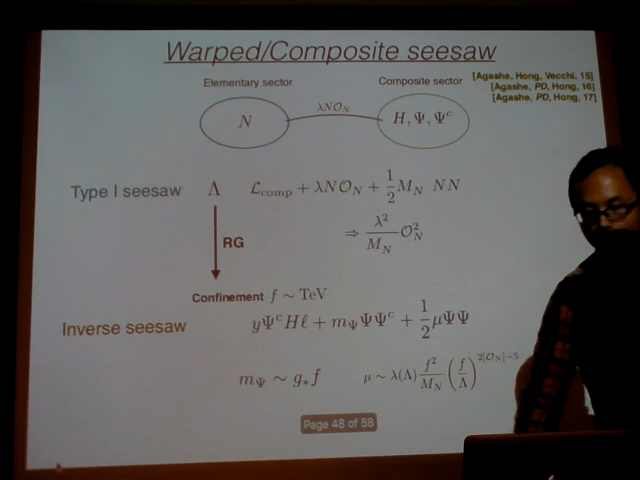 Warped/Composite seesaw
Elementary sector
Composite sector
[Agashe, Hong, Vecchi, 15]
[Agashe, PD, Hong, 16]
[Agashe, PD, Hong, 17]
N
λNO_N
H, Ψ, Ψ^c
Type I seesaw Λ L_comp + λNO_N + 1/2 M_N NN
⇒ λ²/M_N O_N²
RG
Confinement f ∼ TeV
Inverse seesaw yΨ^c Hℓ + m_Ψ ΨΨ^c + 1/2 μΨΨ
m_Ψ ∼ g_* f μ ∼ λ(Λ) f²/M_N (f/Λ)^{2[O_N]−5}
Page 48 of 58